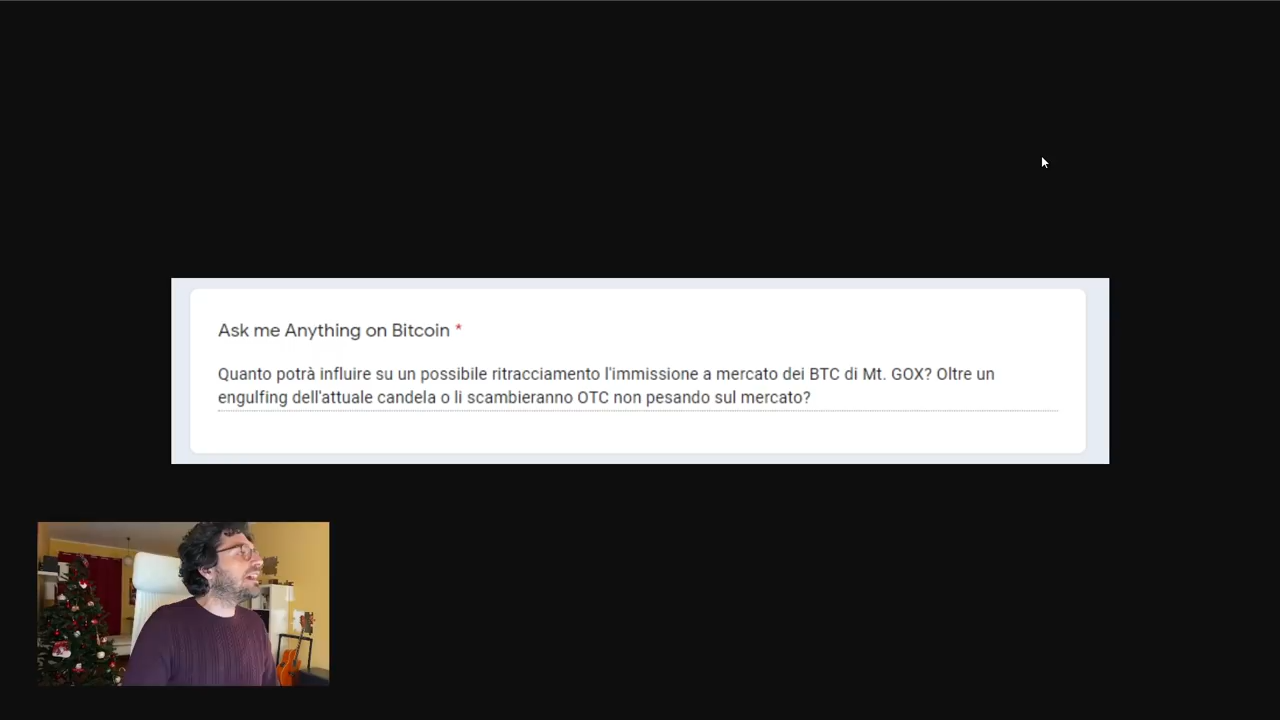 Ask me Anything on Bitcoin *
Quanto potrà influire su un possibile ritracciamento l'immissione a mercato dei BTC di Mt. GOX? Oltre un
engulfing dell'attuale candela o li scambieranno OTC non pesando sul mercato?